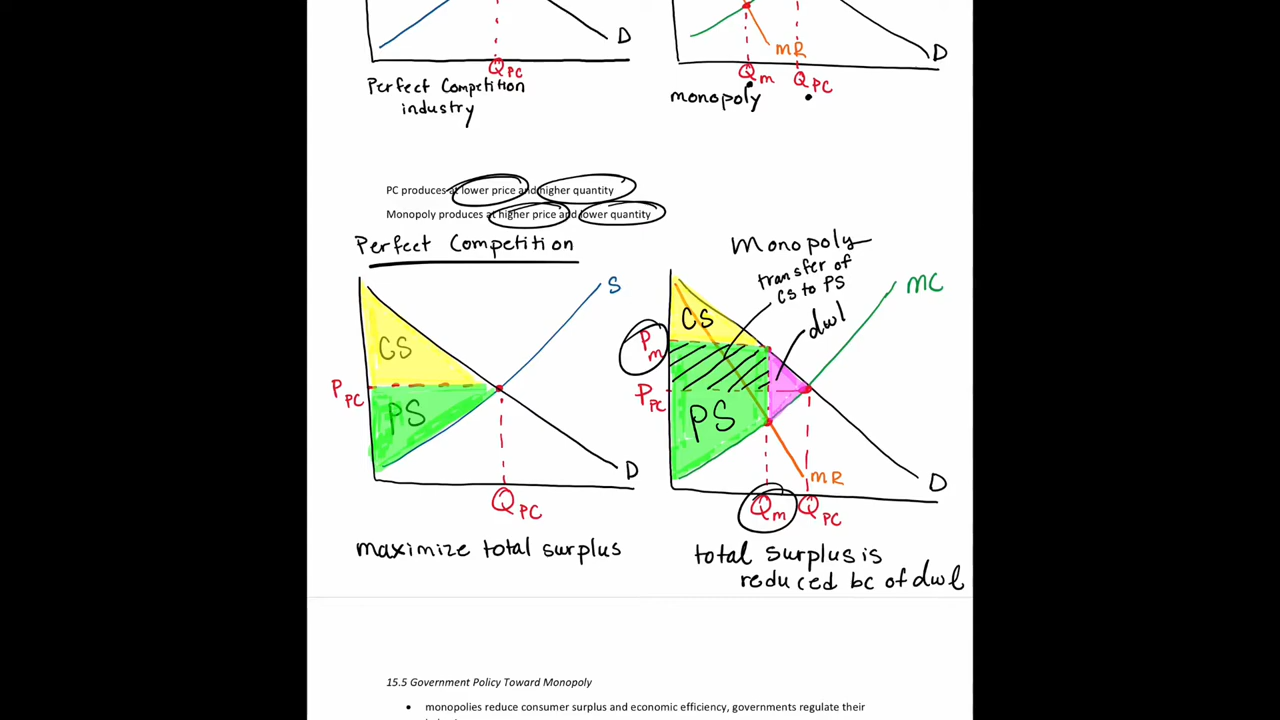 D
Q PC
Perfect Competition
industry
MR
D
Qm
Q PC
monopoly
PC produces at lower price and higher quantity
Monopoly produces at higher price and lower quantity
Perfect Competition
S
CS
P PC
PS
D
Q PC
maximize total surplus
Monopoly
transfer of
CS to PS
MC
CS
dwl
Pm
P PC
PS
MR
D
Qm
Q PC
total surplus is
reduced bc of dwl
15.5 Government Policy Toward Monopoly
• monopolies reduce consumer surplus and economic efficiency, governments regulate their